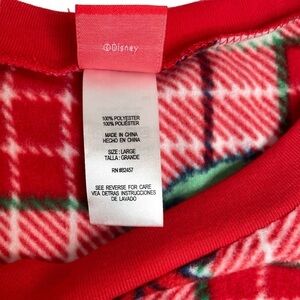 ©Disney
100% POLYESTER
100% POLIÉSTER
MADE IN CHINA
HECHO EN CHINA
SIZE : LARGE
TALLA : GRANDE
RN #82457
SEE REVERSE FOR CARE
VEA DETRAS INSTRUCCIONES
DE LAVADO